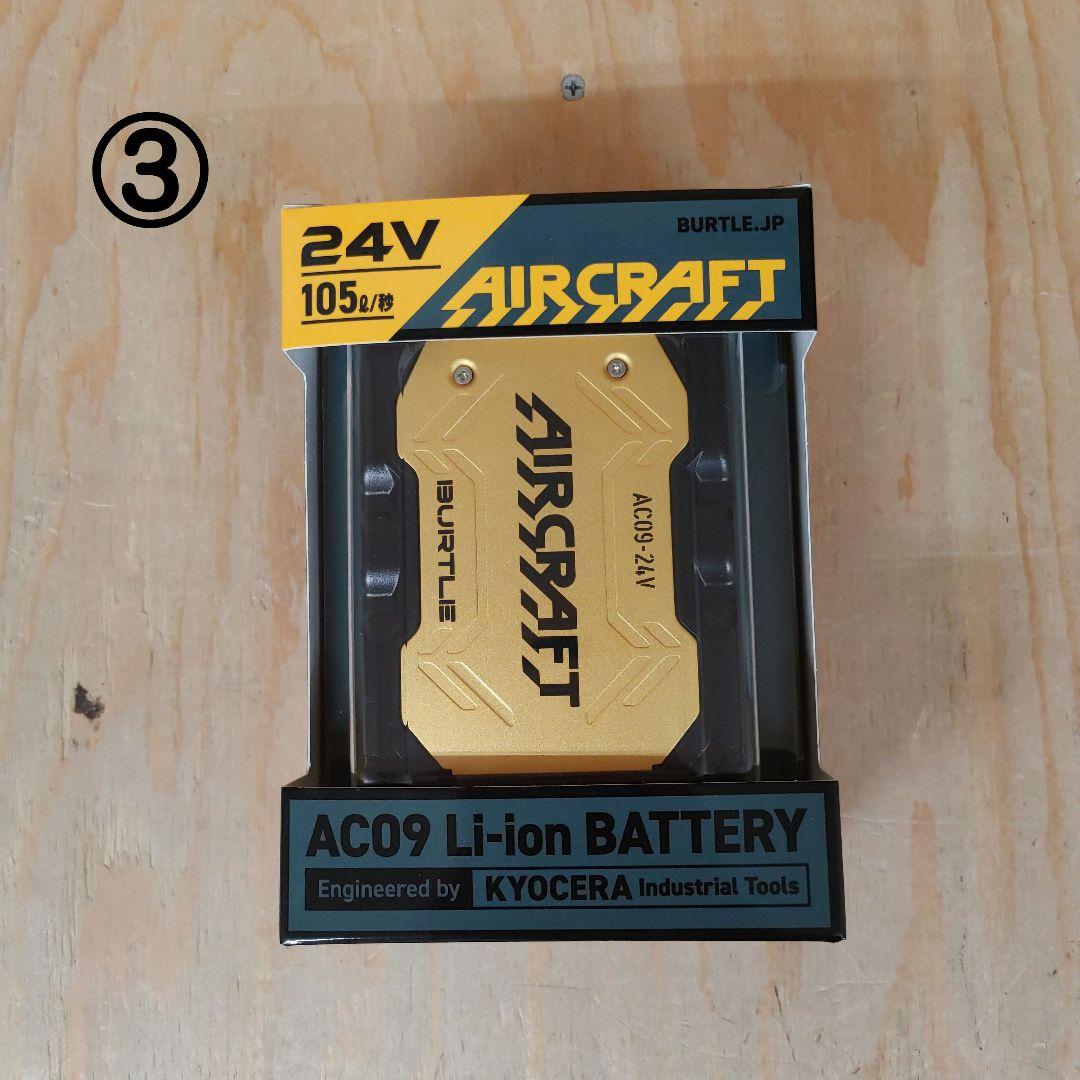 ③
24V
105ℓ/秒
BURTLE.JP
AIRCRAFT
AIRCRAFT
BURTLE
AC09-24V
AC09 Li-ion BATTERY
Engineered by KYOCERA Industrial Tools